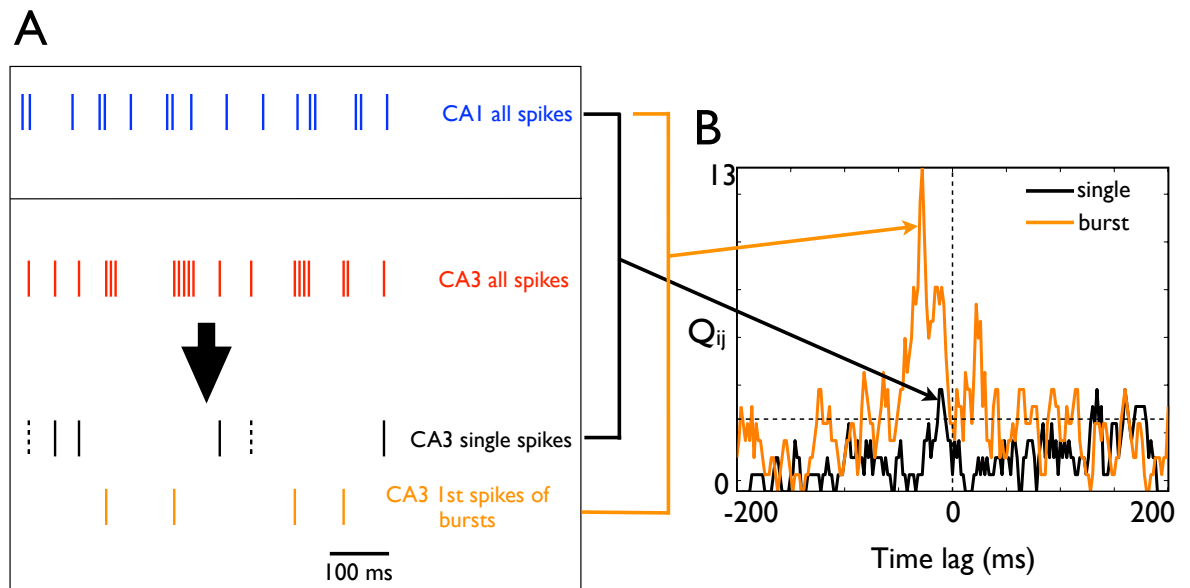 A
CA1 all spikes
CA3 all spikes
CA3 single spikes
CA3 1st spikes of
bursts
100 ms
B
13
single
burst
Qij
0
-200
0
200
Time lag (ms)